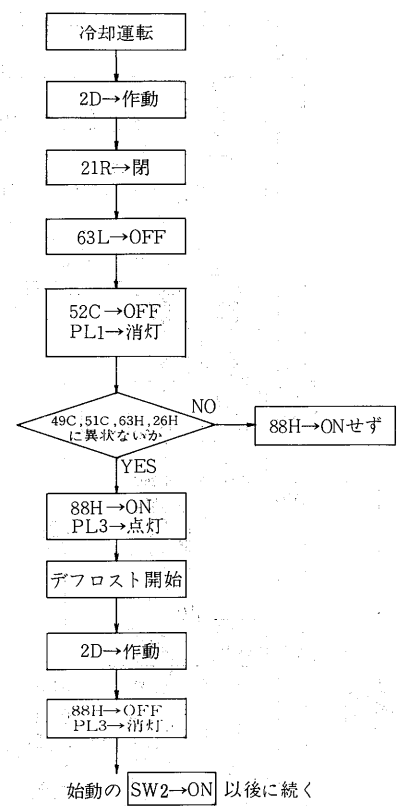 冷却運転
2D→作動
21R→閉
63L→OFF
52C→OFF
PL1→消灯
49C,51C,63H,26H
に異状ないか
NO
88H→ONせず
YES
88H→ON
PL3→点灯
デフロスト開始
2D→作動
88H→OFF
PL3→消灯
始動の SW2→ON 以後に続く